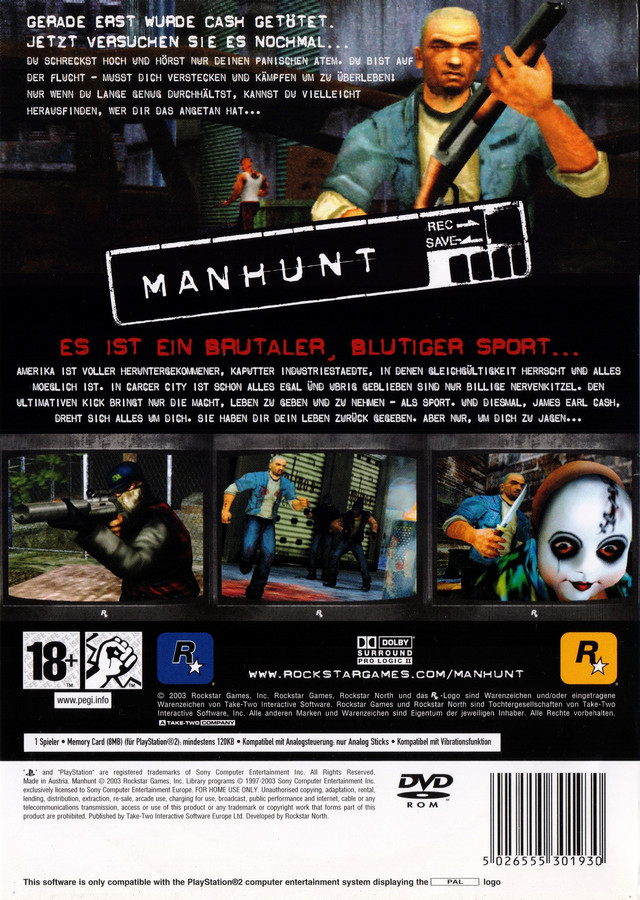 GERADE ERST WURDE CASH GETÖTET.
JETZT VERSUCHEN SIE ES NOCHMAL...
DU SCHRECKST HOCH UND HÖRST NUR DEINEN PANISCHEN ATEM. DU BIST AUF
DER FLUCHT – MUSST DICH VERSTECKEN UND KÄMPFEN UM ZU ÜBERLEBEN!
NUR WENN DU LANGE GENUG DURCHHÄLTST, KANNST DU VIELLEICHT
HERAUSFINDEN, WER DIR DAS ANGETAN HAT...
REC
SAVE
MANHUNT
ES IST EIN BRUTALER, BLUTIGER SPORT...
AMERIKA IST VOLLER HERUNTERGEKOMMENER, KAPUTTER INDUSTRIESTAEDTE, IN DENEN GLEICHGÜLTIGKEIT HERRSCHT UND ALLES
MOEGLICH IST. IN CARCER CITY IST SCHON ALLES EGAL ÜND UBRIG GEBLIEBEN SIND NUR BILLIGE NERVENKITZEL. DEN
ULTIMATIVEN KICK BRINGT NUR DIE MACHT, LEBEN ZU GEBEN UND ZU NEHMEN – ALS SPORT. UND DIESMAL, JAMES EARL CASH,
DREHT SICH ALLES UM DICH. SIE HABEN DIR DEIN LEBEN ZURÜCK GEGEBEN. ABER NUR, UM DICH ZU JAGEN...
R
R
R
18+
www.pegi.info
R
DOLBY
SURROUND
PRO LOGIC II
WWW.ROCKSTARGAMES.COM/MANHUNT
R
© 2003 Rockstar Games, Inc. Rockstar Games, Rockstar North und das R-Logo sind Warenzeichen und/oder eingetragene
Warenzeichen von Take-Two Interactive Software. Rockstar Games und Rockstar North sind Tochtergesellschaften von Take-Two
Interactive Software, Inc. Alle anderen Marken und Warenzeichen sind Eigentum der jeweiligen Inhaber. Alle Rechte vorbehalten.
A TAKE-TWO COMPANY
1 Spieler • Memory Card (8MB) (für PlayStation®2): mindestens 120KB • Kompatibel mit Analogsteuerung: nur Analog Sticks • Kompatibel mit Vibrationsfunktion
" " and "PlayStation" are registered trademarks of Sony Computer Entertainment Inc. All Rights Reserved.
Made in Austria. Manhunt © 2003 Rockstar Games, Inc. Library programs © 1997-2003 Sony Computer Entertainment Inc.
exclusively licensed to Sony Computer Entertainment Europe. FOR HOME USE ONLY. Unauthorised copying, adaptation, rental,
lending, distribution, extraction, re-sale, arcade use, charging for use, broadcast, public performance and internet, cable or any
telecommunications transmission, access or use of this product or any trademark or copyright work that forms part of this
product are prohibited. Published by Take-Two Interactive Software Europe Ltd. Developed by Rockstar North.
DVD
ROM
5 026555 301930
This software is only compatible with the PlayStation®2 computer entertainment system displaying the PAL logo